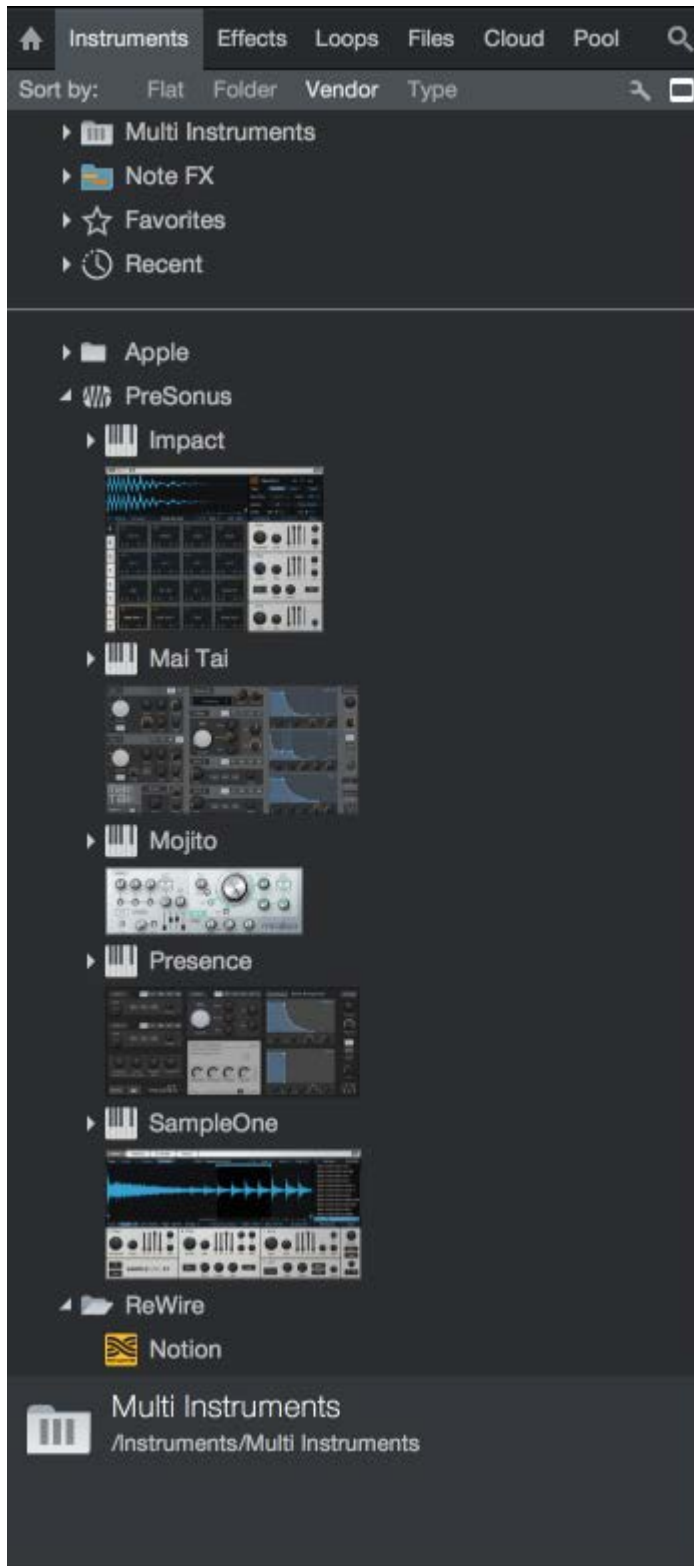 Instruments Effects Loops Files Cloud Pool
Sort by: Flat Folder Vendor Type
Multi Instruments
Note FX
Favorites
Recent
Apple
PreSonus
Impact
Mai Tai
Mojito
Presence
SampleOne
ReWire
Notion
Multi Instruments
/Instruments/Multi Instruments